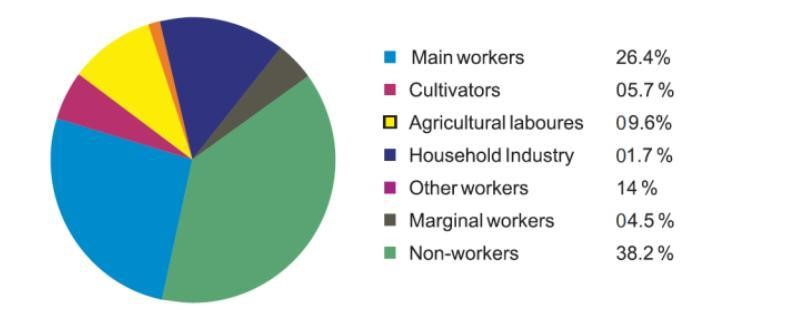 Main workers 26.4%
Cultivators 05.7 %
Agricultural laboures 09.6%
Household Industry 01.7 %
Other workers 14 %
Marginal workers 04.5 %
Non-workers 38.2 %